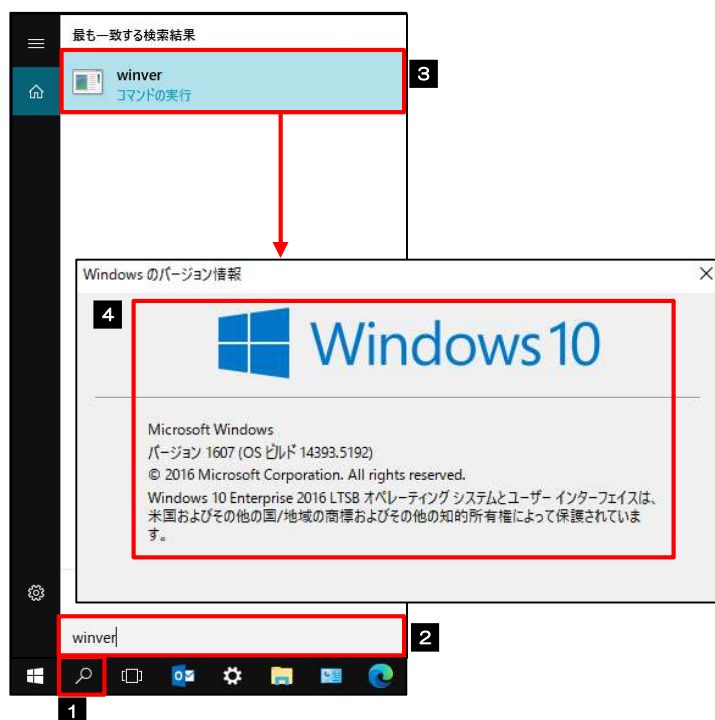 最も一致する検索結果
winver
コマンドの実行
3
Windows のバージョン情報
4
Windows 10
Microsoft Windows
バージョン 1607 (OS ビルド 14393.5192)
© 2016 Microsoft Corporation. All rights reserved.
Windows 10 Enterprise 2016 LTSB オペレーティング システムとユーザー インターフェイスは、
米国およびその他の国/地域の商標およびその他の知的所有権によって保護されていま
す。
winver
2
1